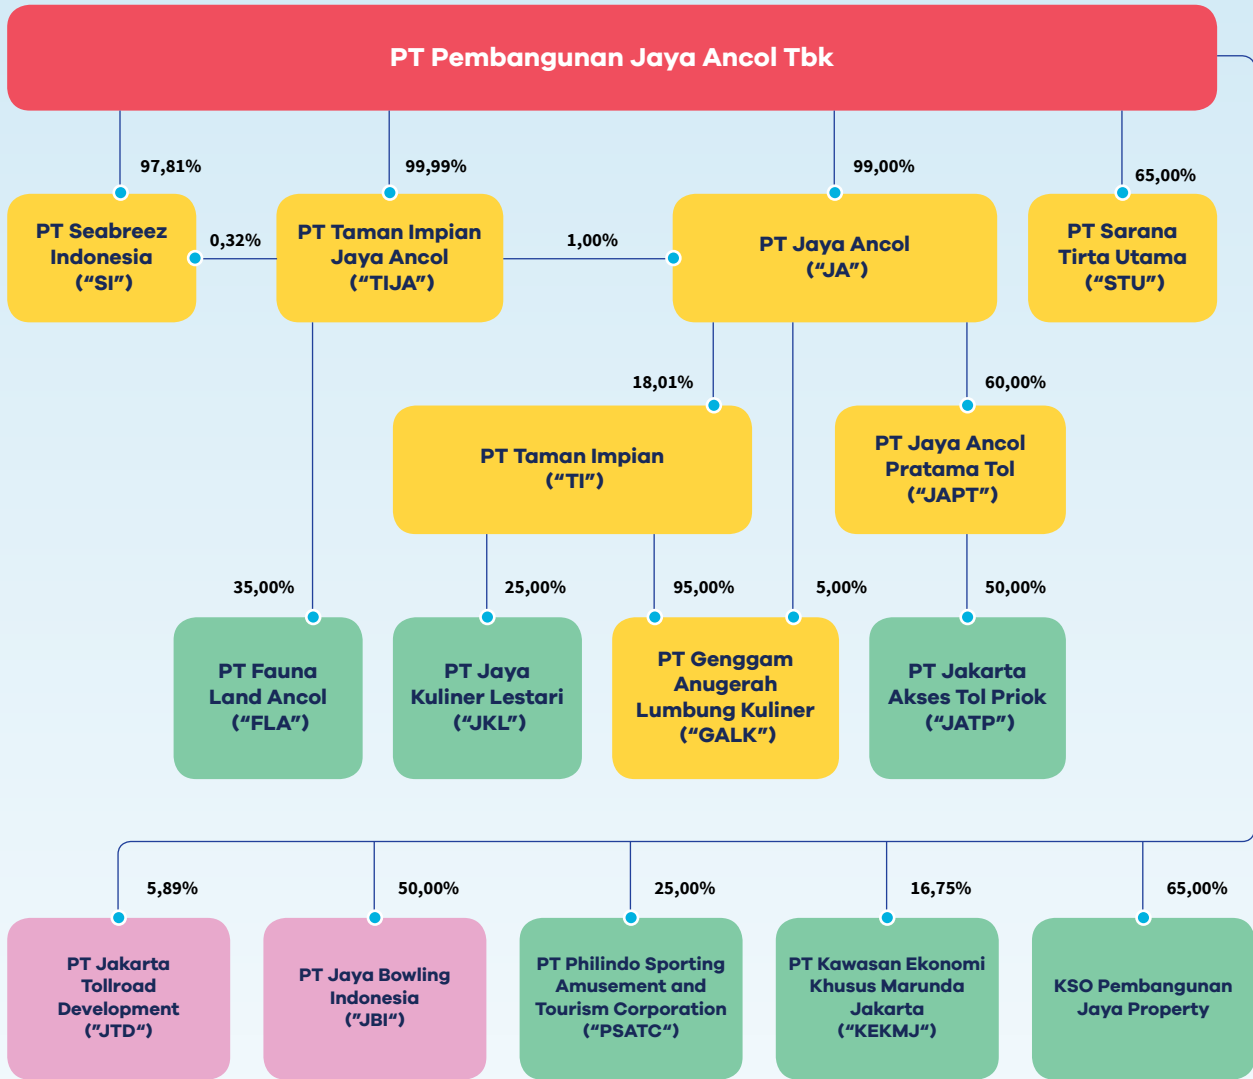 PT Pembangunan Jaya Ancol Tbk
97,81%
99,99%
99,00%
65,00%
PT Seabreez
Indonesia
(“SI”)
0,32%
PT Taman Impian
Jaya Ancol
(“TIJA”)
1,00%
PT Jaya Ancol
(“JA”)
PT Sarana
Tirta Utama
(“STU”)
18,01%
60,00%
PT Taman Impian
(“TI”)
PT Jaya Ancol
Pratama Tol
(“JAPT”)
35,00%
25,00%
95,00%
5,00%
50,00%
PT Fauna
Land Ancol
(“FLA”)
PT Jaya
Kuliner Lestari
(“JKL”)
PT Genggam
Anugerah
Lumbung Kuliner
(“GALK”)
PT Jakarta
Akses Tol Priok
(“JATP”)
5,89%
50,00%
25,00%
16,75%
65,00%
PT Jakarta
Tollroad
Development
(”JTD“)
PT Jaya Bowling
Indonesia
(”JBI“)
PT Philindo Sporting
Amusement and
Tourism Corporation
(“PSATC“)
PT Kawasan Ekonomi
Khusus Marunda
Jakarta
(“KEKMJ“)
KSO Pembangunan
Jaya Property